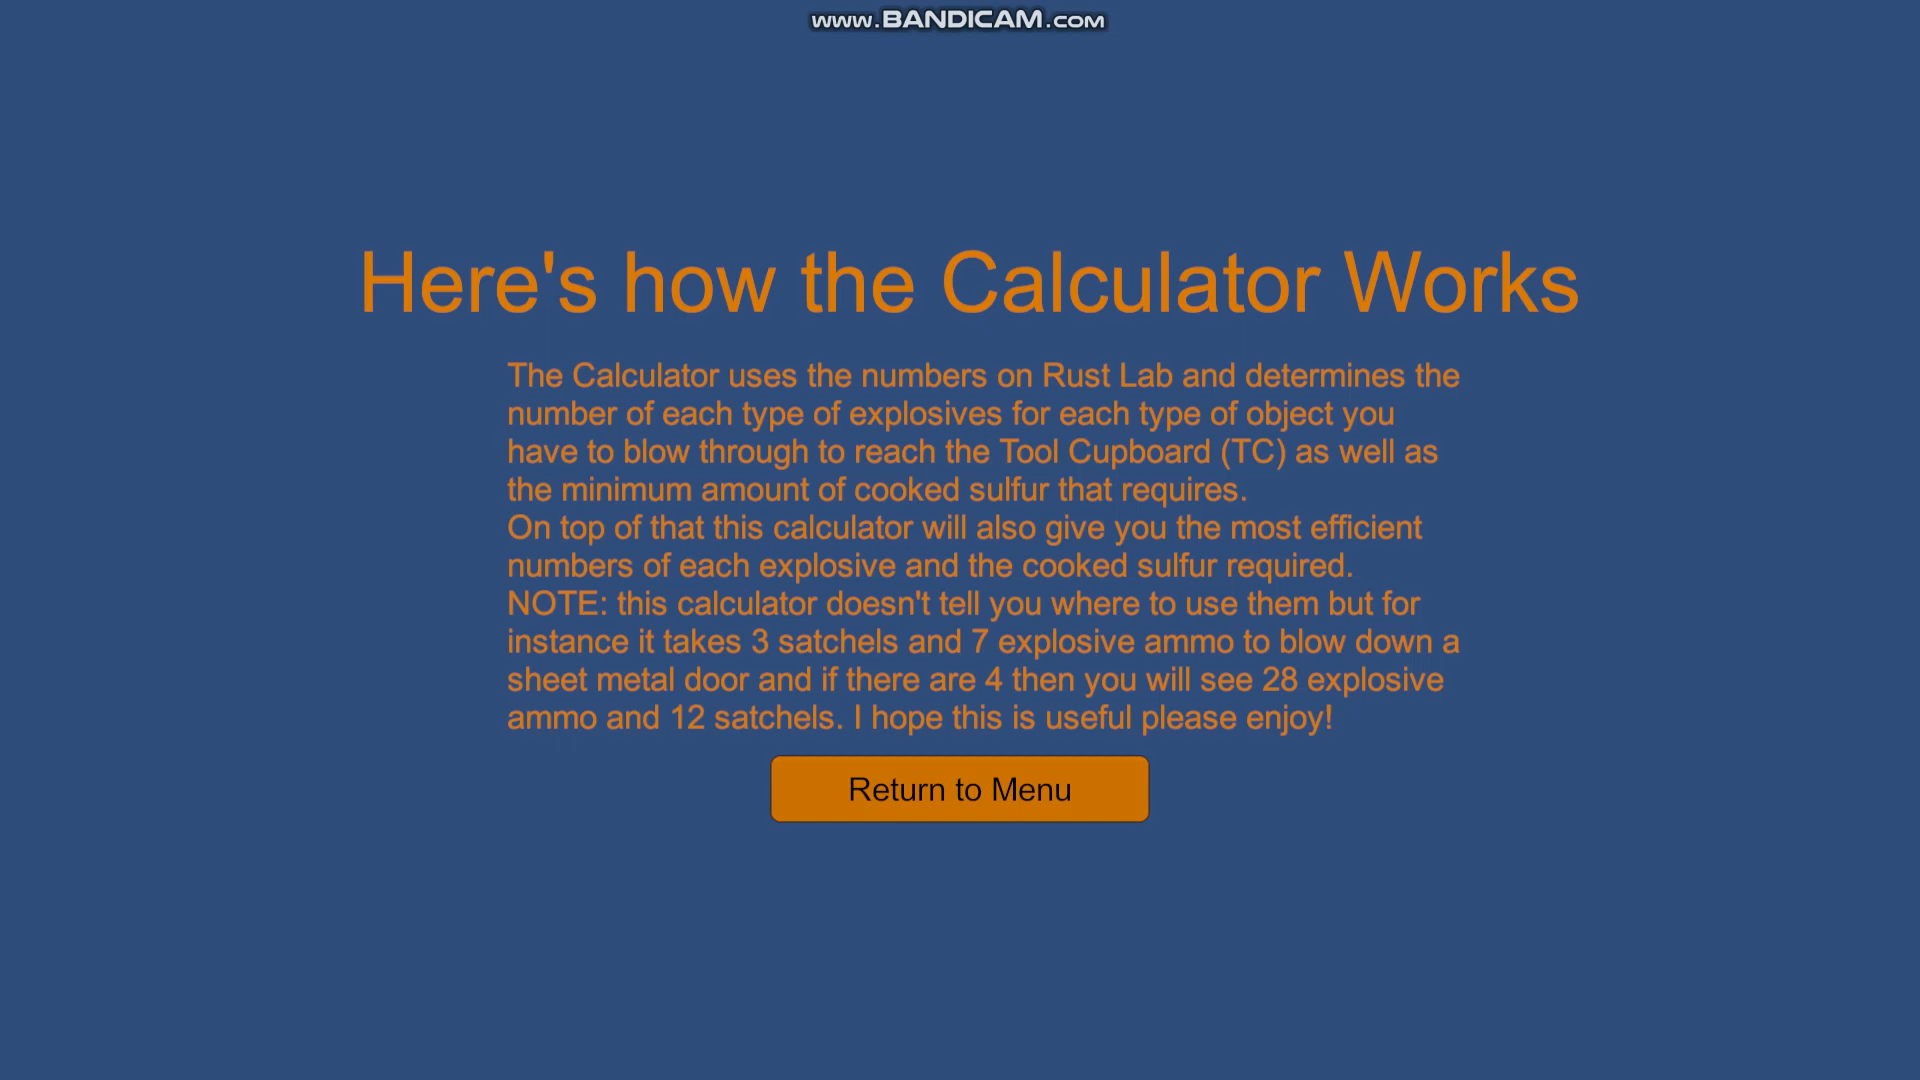 www.BANDICAM.com
Here's how the Calculator Works
The Calculator uses the numbers on Rust Lab and determines the
number of each type of explosives for each type of object you
have to blow through to reach the Tool Cupboard (TC) as well as
the minimum amount of cooked sulfur that requires.
On top of that this calculator will also give you the most efficient
numbers of each explosive and the cooked sulfur required.
NOTE: this calculator doesn't tell you where to use them but for
instance it takes 3 satchels and 7 explosive ammo to blow down a
sheet metal door and if there are 4 then you will see 28 explosive
ammo and 12 satchels. I hope this is useful please enjoy!
Return to Menu